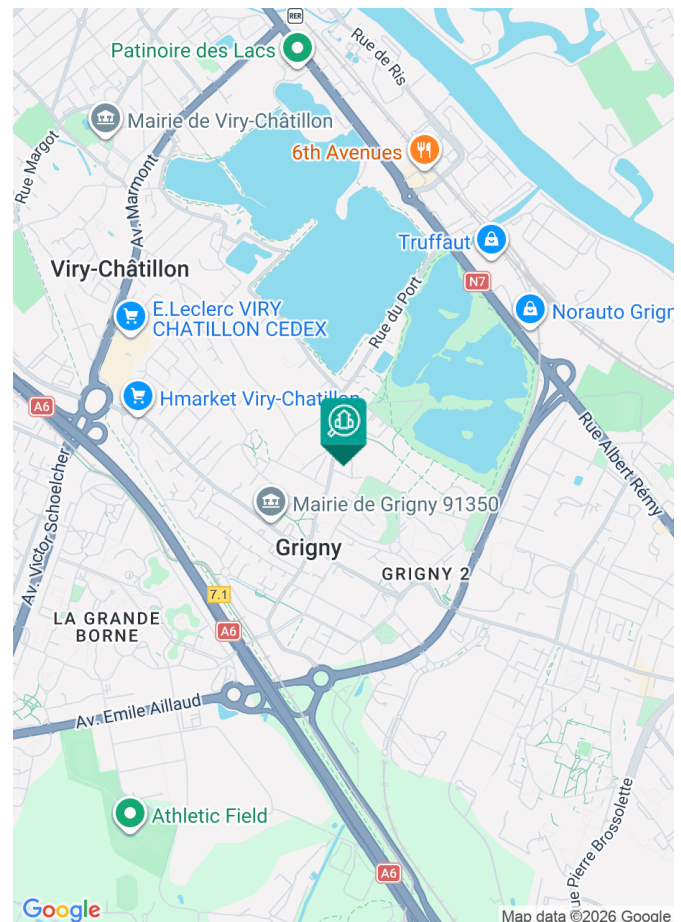 RER
Patinoire des Lacs
Rue de Ris
Mairie de Viry-Châtillon
6th Avenues
Rue Margot
Av. Marmont
Truffaut
Viry-Châtillon
N7
E.Leclerc VIRY
CHATILLON CEDEX
Rue du Port
Norauto Grign
Hmarket Viry-Chatillon
A6
Rue Albert Rémy
Av. Victor Schoelcher
Mairie de Grigny 91350
Grigny
GRIGNY 2
7.1
LA GRANDE
BORNE
A6
Av. Emile Aillaud
Athletic Field
ue Pierre Brossolette
A6
Google
Map data ©2026 Google